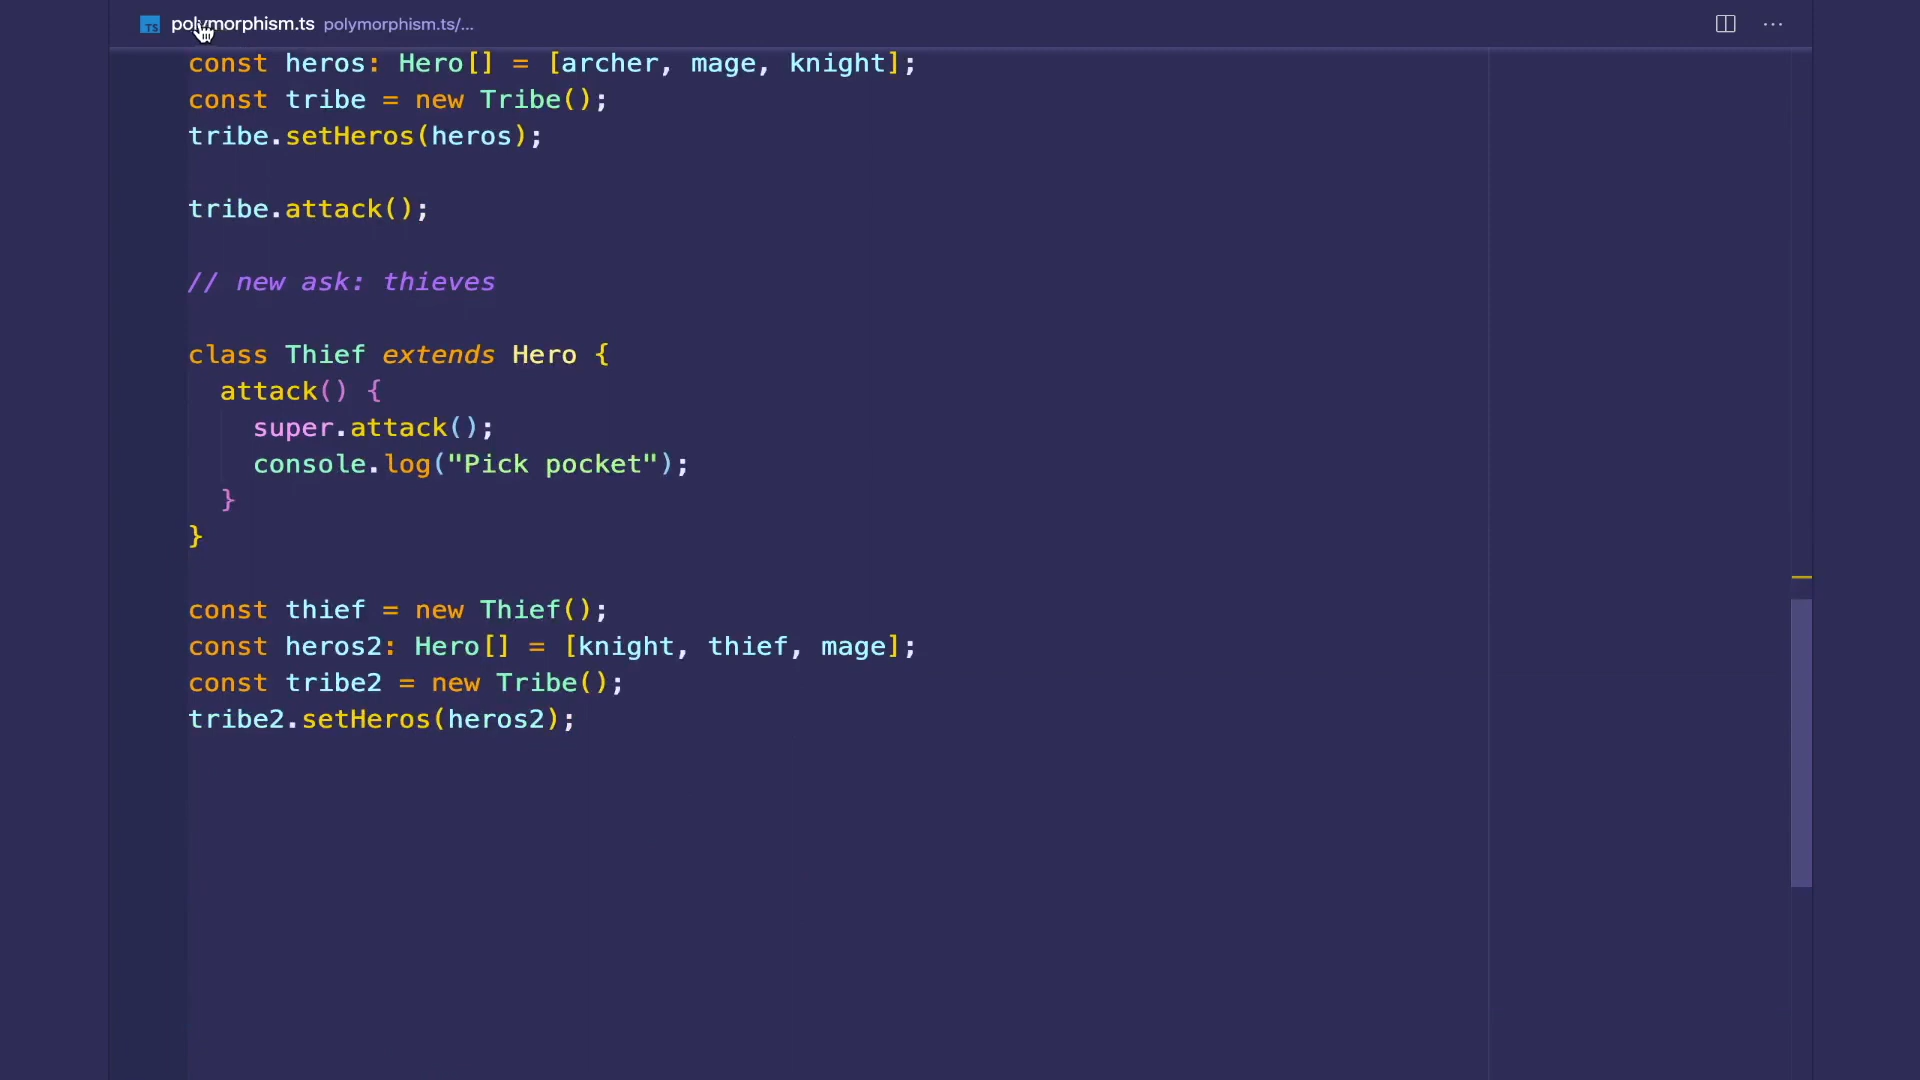 TS polymorphism.ts polymorphism.ts/...
const heros: Hero[] = [archer, mage, knight];
const tribe = new Tribe();
tribe.setHeros(heros);
tribe.attack();
// new ask: thieves
class Thief extends Hero {
  attack() {
    super.attack();
    console.log("Pick pocket");
  }
}
const thief = new Thief();
const heros2: Hero[] = [knight, thief, mage];
const tribe2 = new Tribe();
tribe2.setHeros(heros2);